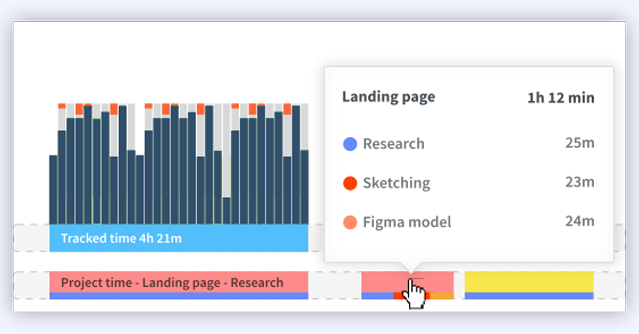 Landing page 1h 12 min
Research 25m
Sketching 23m
Figma model 24m
Tracked time 4h 21m
Project time - Landing page - Research